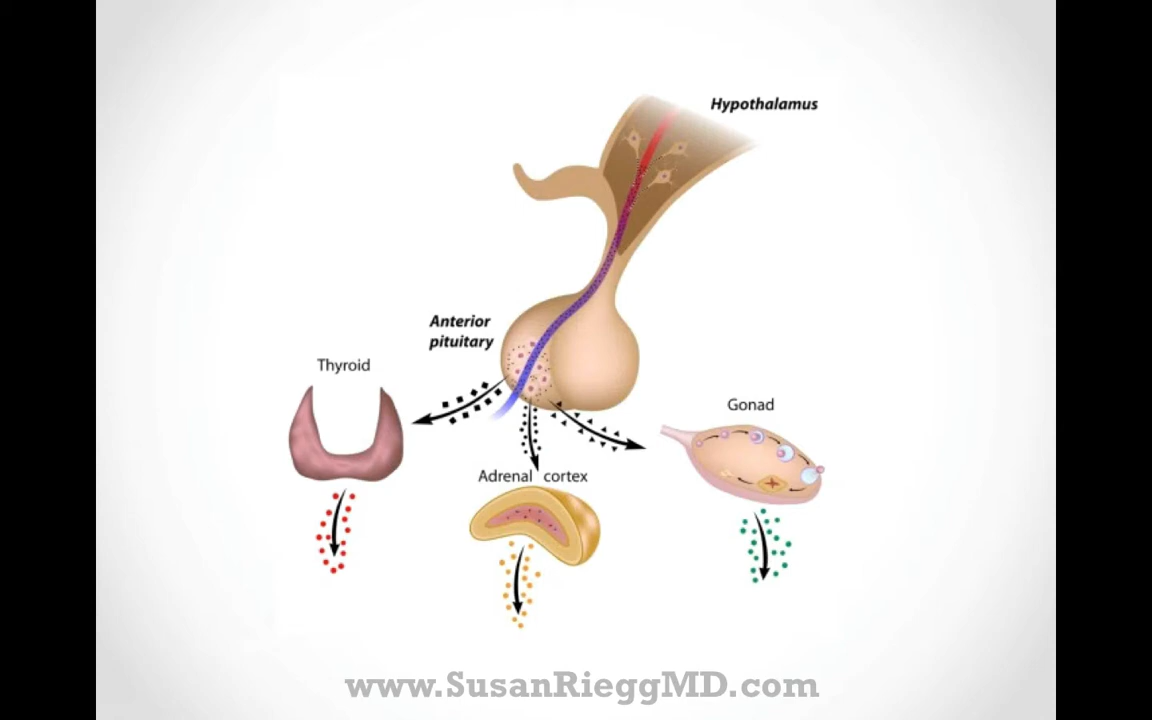 Hypothalamus
Anterior
pituitary
Thyroid
Gonad
Adrenal cortex
www.SusanRieggMD.com